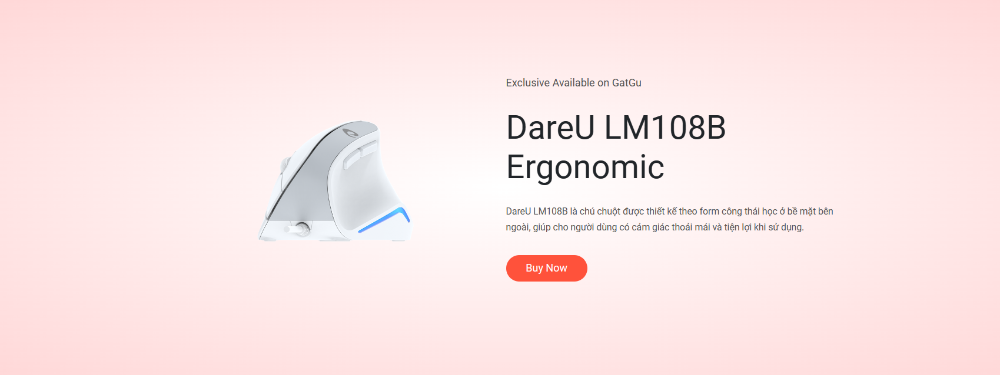 Exclusive Available on GatGu
DareU LM108B
Ergonomic
DareU LM108B là chú chuột được thiết kế theo form công thái học ở bề mặt bên
ngoài, giúp cho người dùng có cảm giác thoải mái và tiện lợi khi sử dụng.
Buy Now